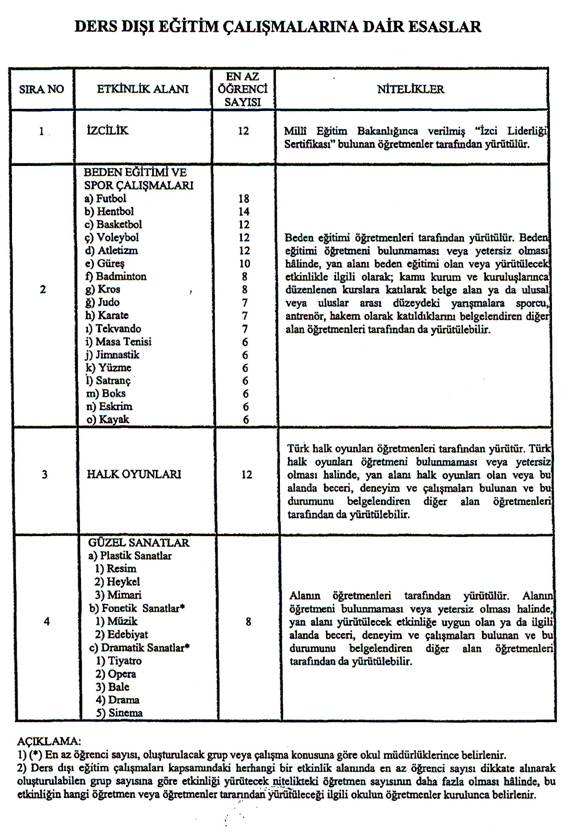 DERS DIŞI EĞİTİM ÇALIŞMALARINA DAİR ESASLAR
SIRA NO
ETKİNLİK ALANI
EN AZ
ÖĞRENCİ
SAYISI
NİTELİKLER
1
İZCİLİK
12
Milli Eğitim Bakanlığınca verilmiş “İzci Liderliği
Sertifikası” bulunan öğretmenler tarafından yürütülür.
2
BEDEN EĞİTİMİ VE
SPOR ÇALIŞMALARI
a) Futbol 18
b) Hentbol 14
c) Basketbol 12
ç) Voleybol 12
d) Atletizm 12
e) Güreş 10
f) Badminton 8
g) Kros 8
ğ) Judo 7
h) Karate 7
ı) Tekvando 7
i) Masa Tenisi 6
j) Jimnastik 6
k) Yüzme 6
l) Satranç 6
m) Boks 6
n) Eskrim 6
o) Kayak 6
Beden eğitimi öğretmenleri tarafından yürütülür. Beden
eğitimi öğretmeni bulunmaması veya yetersiz olması
hâlinde, yan alanı beden eğitimi olan veya yürütülecek
etkinlikle ilgili olarak; kamu kurum ve kuruluşlarınca
düzenlenen kurslara katılarak belge alan ya da ulusal
veya uluslar arası düzeydeki yarışmalara sporcu,
antrenör, hakem olarak katıldıklarını belgelendiren diğer
alan öğretmenleri tarafından da yürütülebilir.
3
HALK OYUNLARI
12
Türk halk oyunları öğretmenleri tarafından yürütür. Türk
halk oyunları öğretmeni bulunmaması veya yetersiz
olması halinde, yan alanı halk oyunları olan veya bu
alanda beceri, deneyim ve çalışmaları bulunan ve bu
durumunu belgelendiren diğer alan öğretmenleri
tarafından da yürütülebilir.
4
GÜZEL SANATLAR
a) Plastik Sanatlar
1) Resim
2) Heykel
3) Mimari
b) Fonetik Sanatlar*
1) Müzik
2) Edebiyat
c) Dramatik Sanatlar*
1) Tiyatro
2) Opera
3) Bale
4) Drama
5) Sinema
8
Alanın öğretmenleri tarafından yürütülür. Alanın
öğretmeni bulunmaması veya yetersiz olması halinde,
yan alanı yürütülecek etkinliğe uygun olan ya da ilgili
alanda beceri, deneyim ve çalışmaları bulunan ve bu
durumunu belgelendiren diğer alan öğretmenleri
tarafından da yürütülebilir.
AÇIKLAMA:
1) (*) En az öğrenci sayısı, oluşturulacak grup veya çalışma konusuna göre okul müdürlüklerince belirlenir.
2) Ders dışı eğitim çalışmaları kapsamındaki herhangi bir etkinlik alanında en az öğrenci sayısı dikkate alınarak
oluşturulabilen grup sayısına göre etkinliği yürütecek nitelikteki öğretmen sayısının daha fazla olması hâlinde, bu
etkinliğin hangi öğretmen veya öğretmenler tararından yürütüleceği ilgili okulun öğretmenler kurulunca belirlenir.